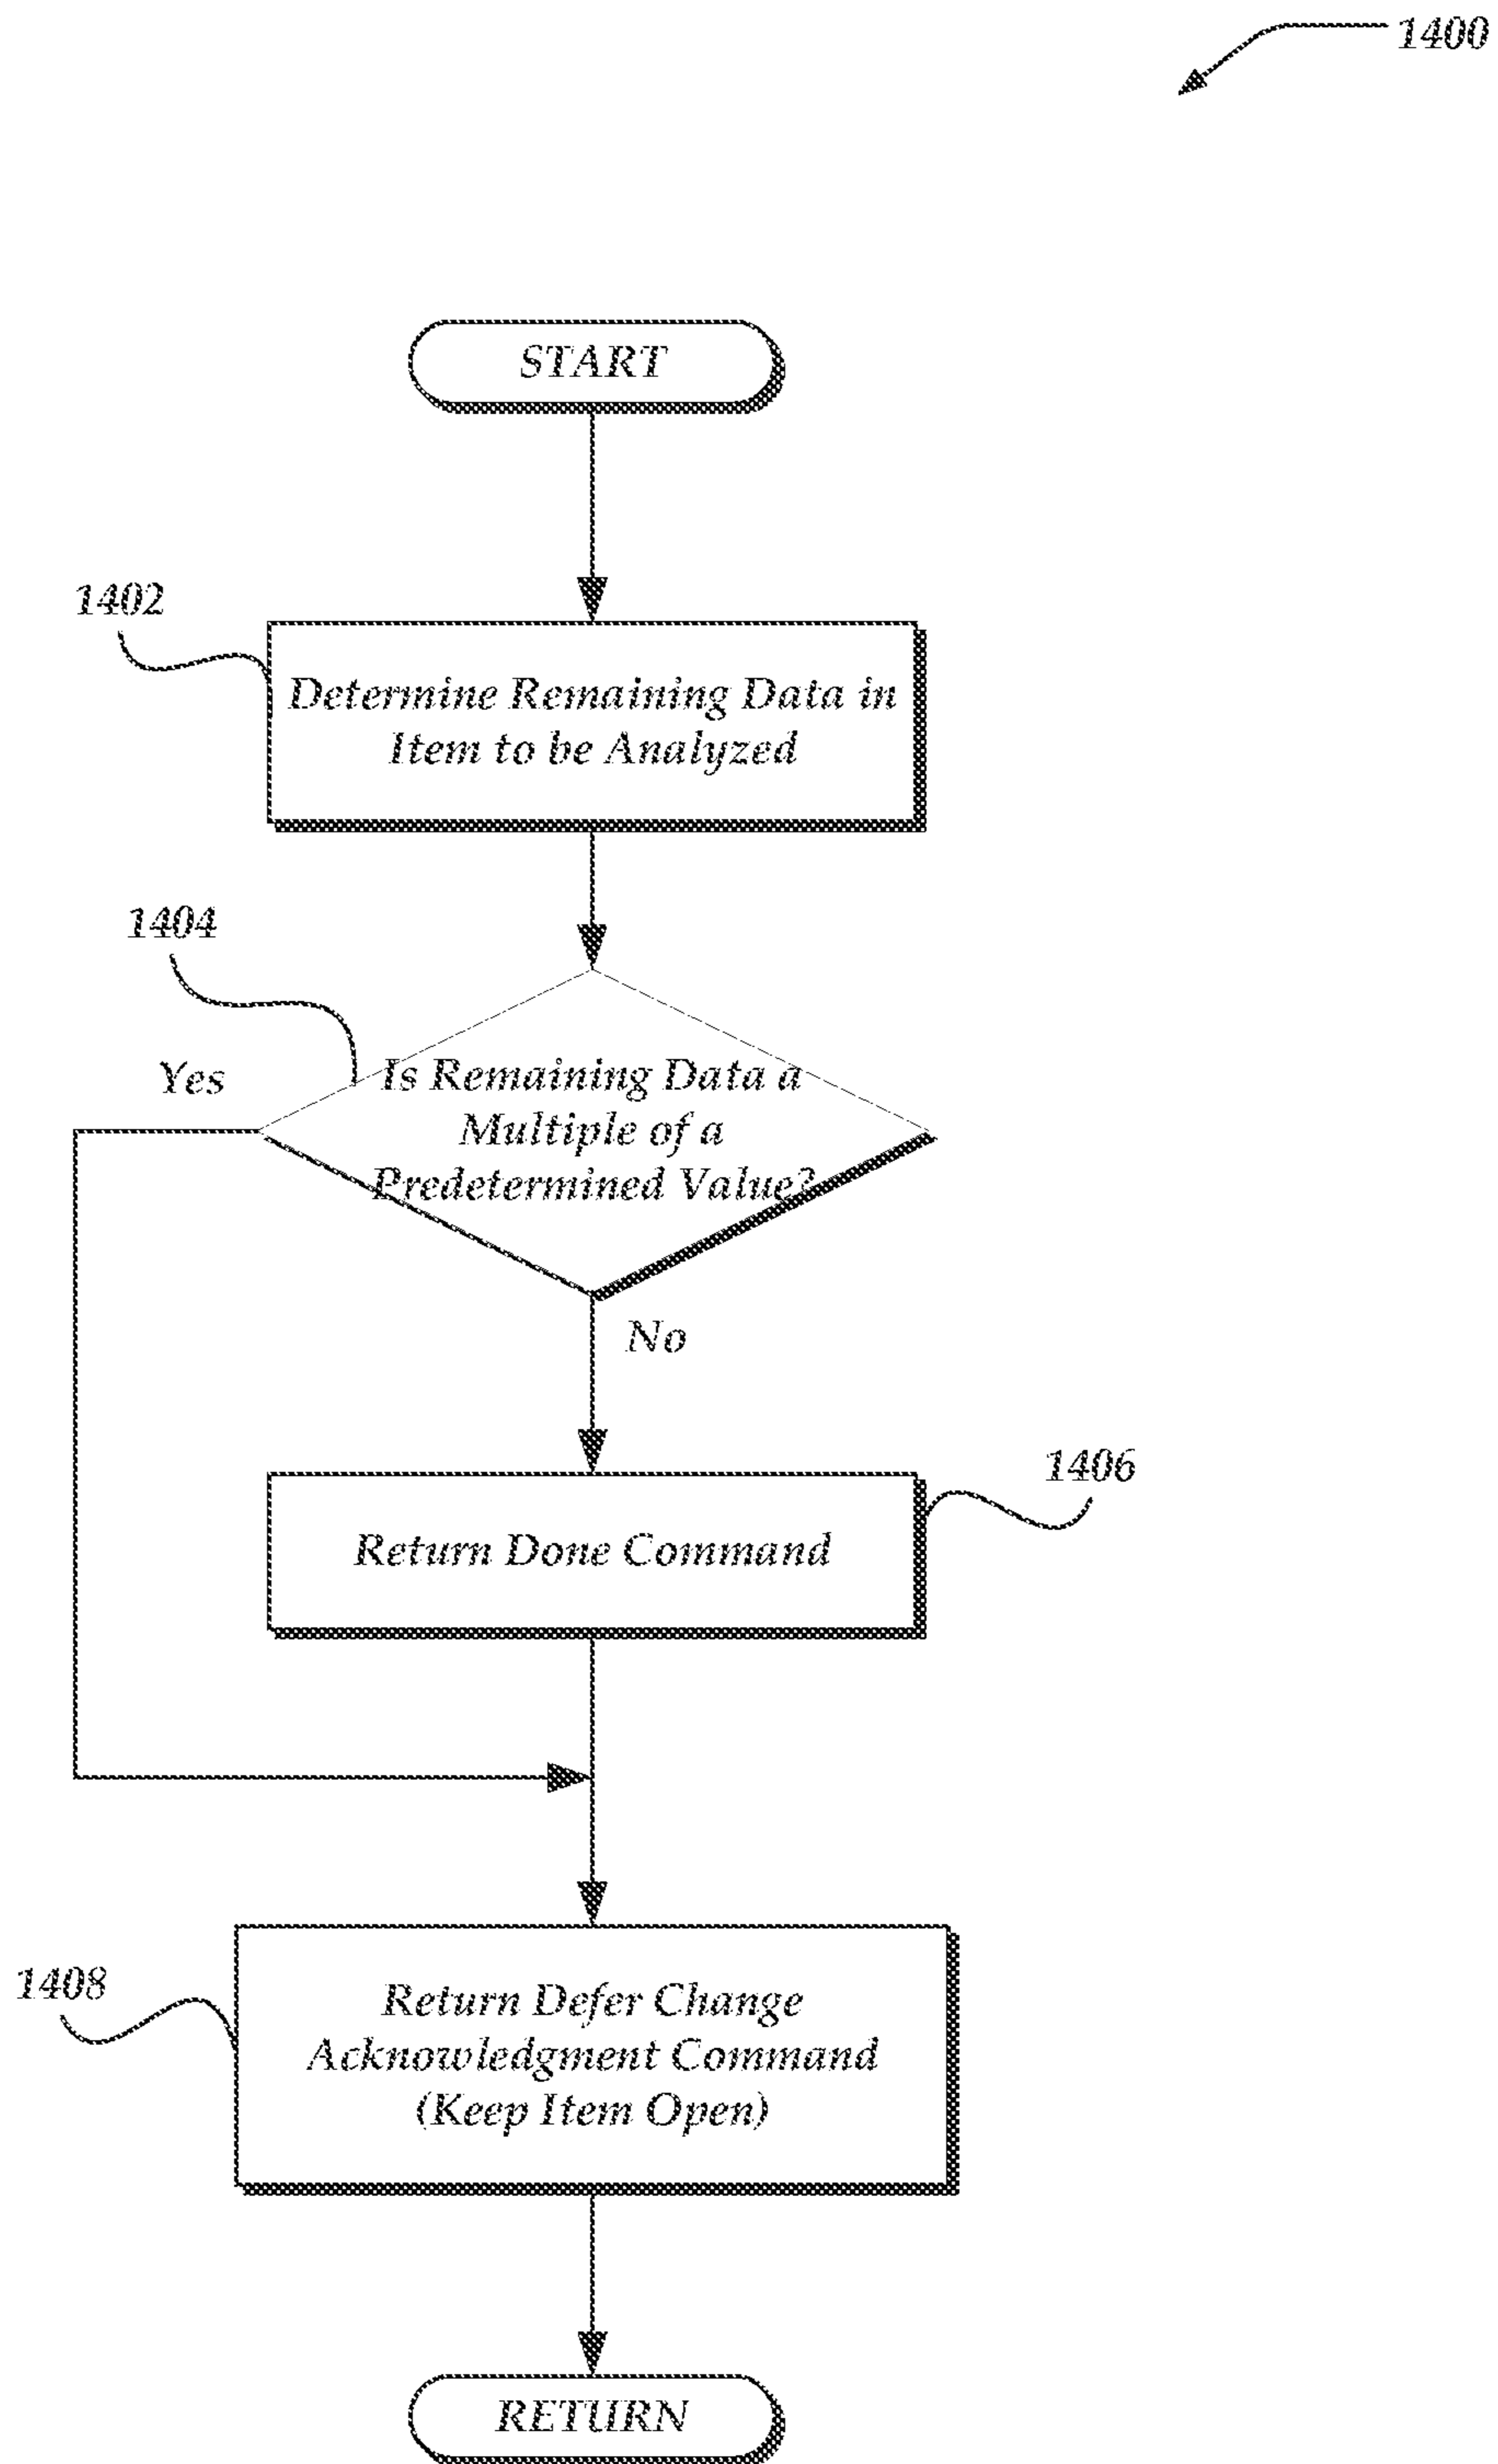 1400
START
1402
Determine Remaining Data in
Item to be Analyzed
1404
Yes
Is Remaining Data a
Multiple of a
Predetermined Value?
No
1406
Return Done Command
1408
Return Defer Change
Acknowledgment Command
(Keep Item Open)
RETURN